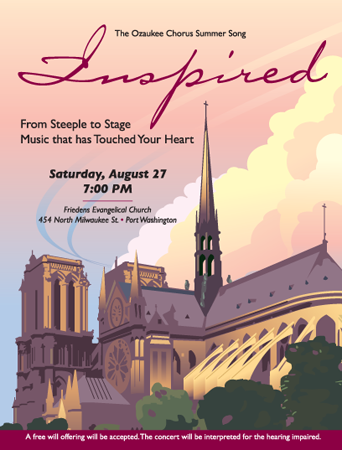 The Ozaukee Chorus Summer Song
Inspired
From Steeple to Stage
Music that has Touched Your Heart
Saturday, August 27
7:00 PM
Friedens Evangelical Church
454 North Milwaukee St. • Port Washington
A free will offering will be accepted. The concert will be interpreted for the hearing impaired.